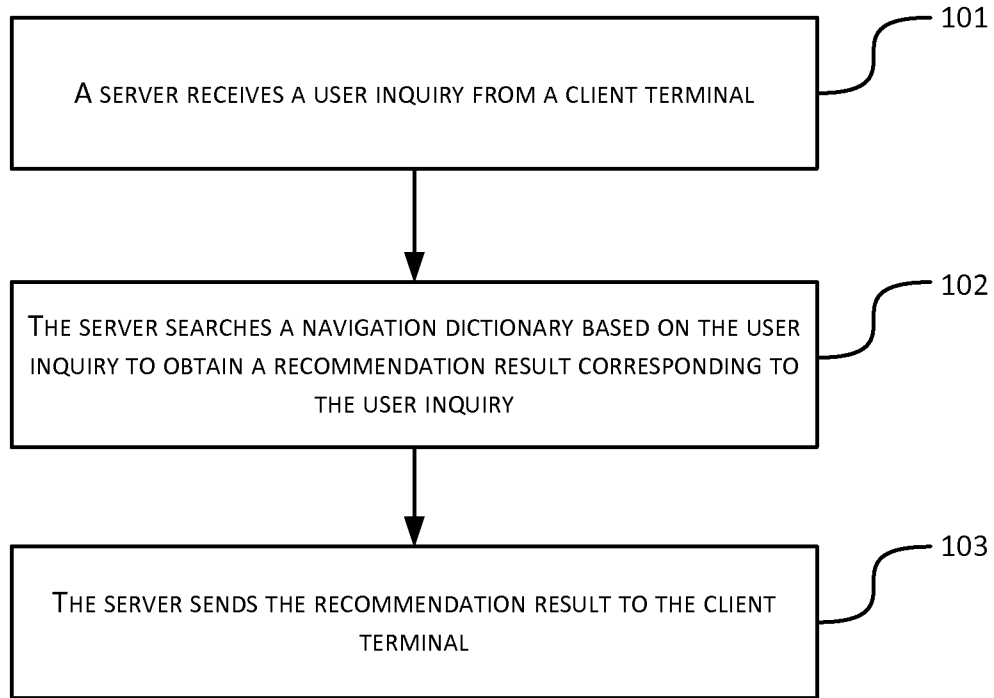 101
A SERVER RECEIVES A USER INQUIRY FROM A CLIENT TERMINAL
102
THE SERVER SEARCHES A NAVIGATION DICTIONARY BASED ON THE USER
INQUIRY TO OBTAIN A RECOMMENDATION RESULT CORRESPONDING TO
THE USER INQUIRY
103
THE SERVER SENDS THE RECOMMENDATION RESULT TO THE CLIENT
TERMINAL